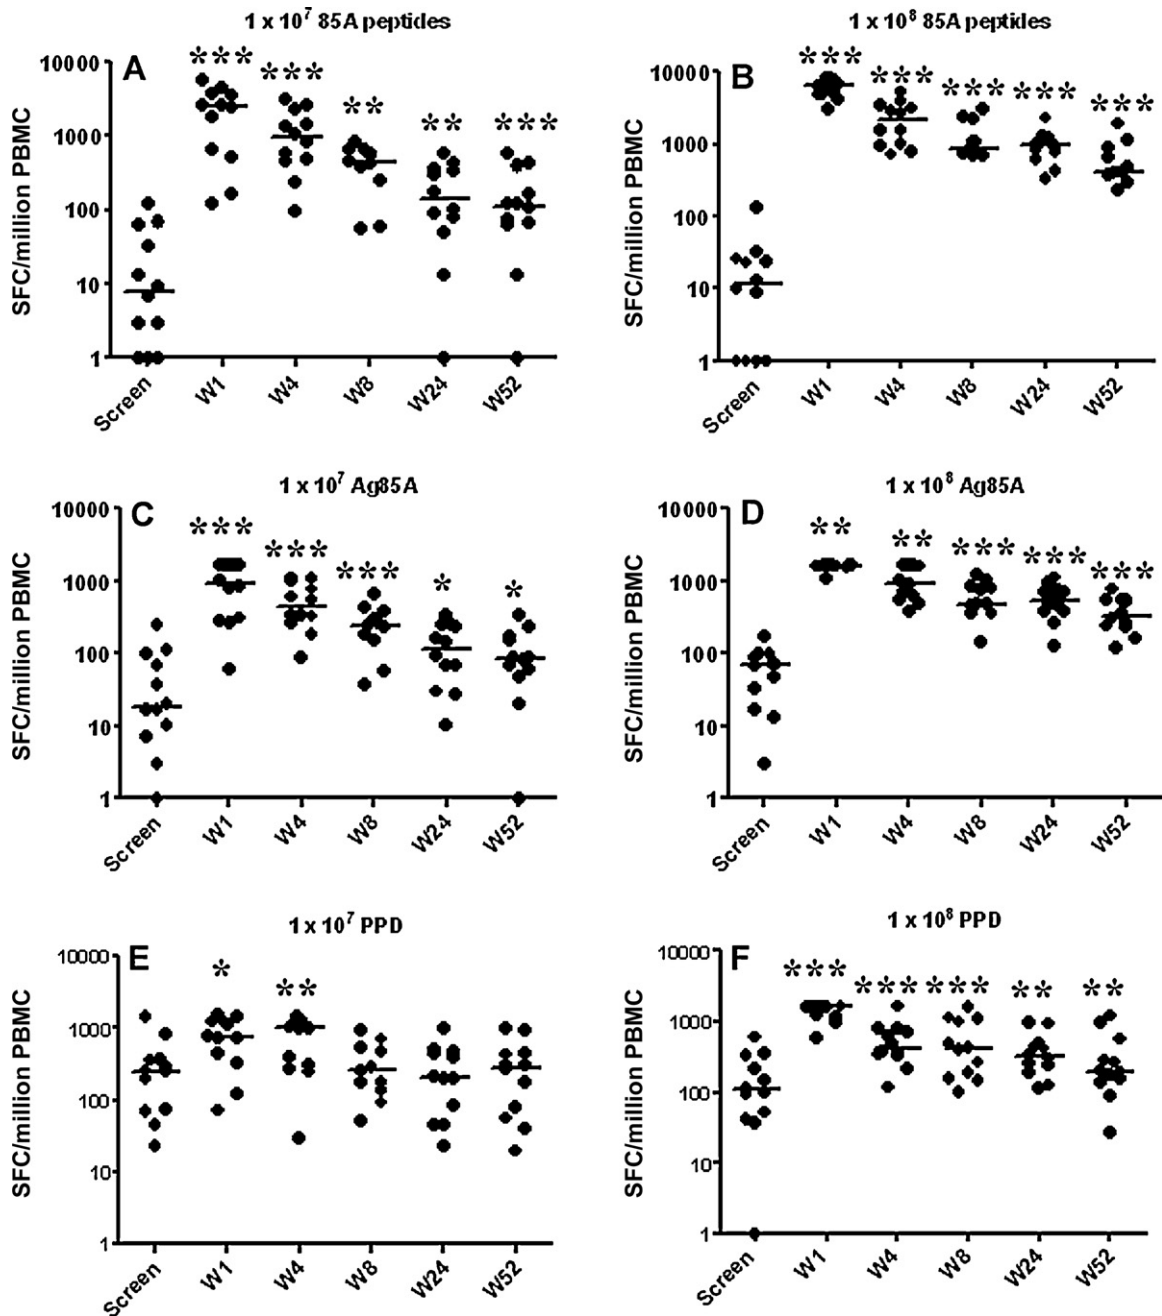 1 x 10⁷ 85A peptides
A
SFC/million PBMC
10000
1000
100
10
1
*** *** ** ** ***
Screen W1 W4 W8 W24 W52
1 x 10⁸ 85A peptides
B
SFC/million PBMC
10000
1000
100
10
1
*** *** *** *** ***
Screen W1 W4 W8 W24 W52
1 x 10⁷ Ag85A
C
SFC/million PBMC
10000
1000
100
10
1
*** *** *** * *
Screen W1 W4 W8 W24 W52
1 x 10⁸ Ag85A
D
SFC/million PBMC
10000
1000
100
10
1
** ** *** *** ***
Screen W1 W4 W8 W24 W52
1 x 10⁷ PPD
E
SFC/million PBMC
10000
1000
100
10
1
* **
Screen W1 W4 W8 W24 W52
1 x 10⁸ PPD
F
SFC/million PBMC
10000
1000
100
10
1
*** *** *** ** **
Screen W1 W4 W8 W24 W52